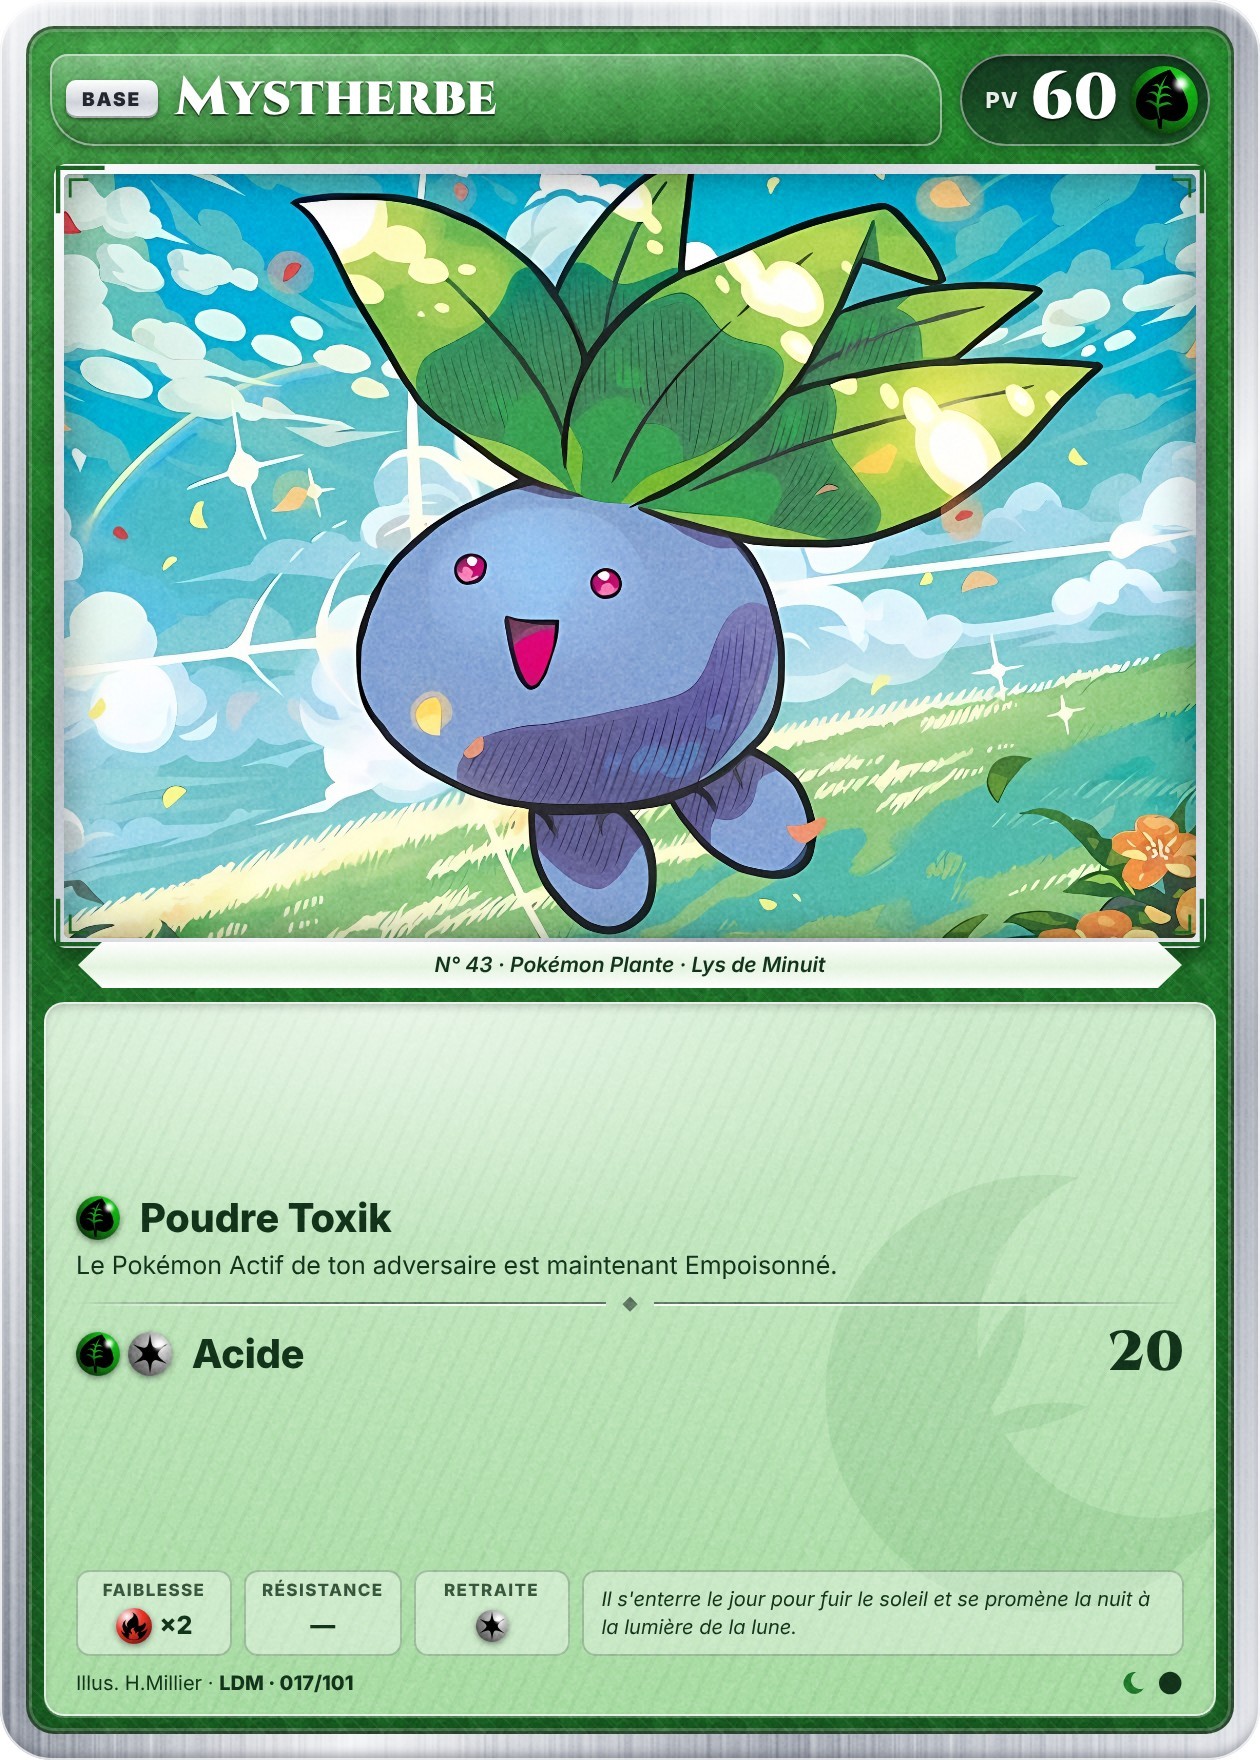 BASE MYSTHERBE PV 60
N° 43 · Pokémon Plante · Lys de Minuit
Poudre Toxik
Le Pokémon Actif de ton adversaire est maintenant Empoisonné.
Acide 20
FAIBLESSE RÉSISTANCE RETRAITE
×2 —
Il s'enterre le jour pour fuir le soleil et se promène la nuit à
la lumière de la lune.
Illus. H.Millier · LDM · 017/101